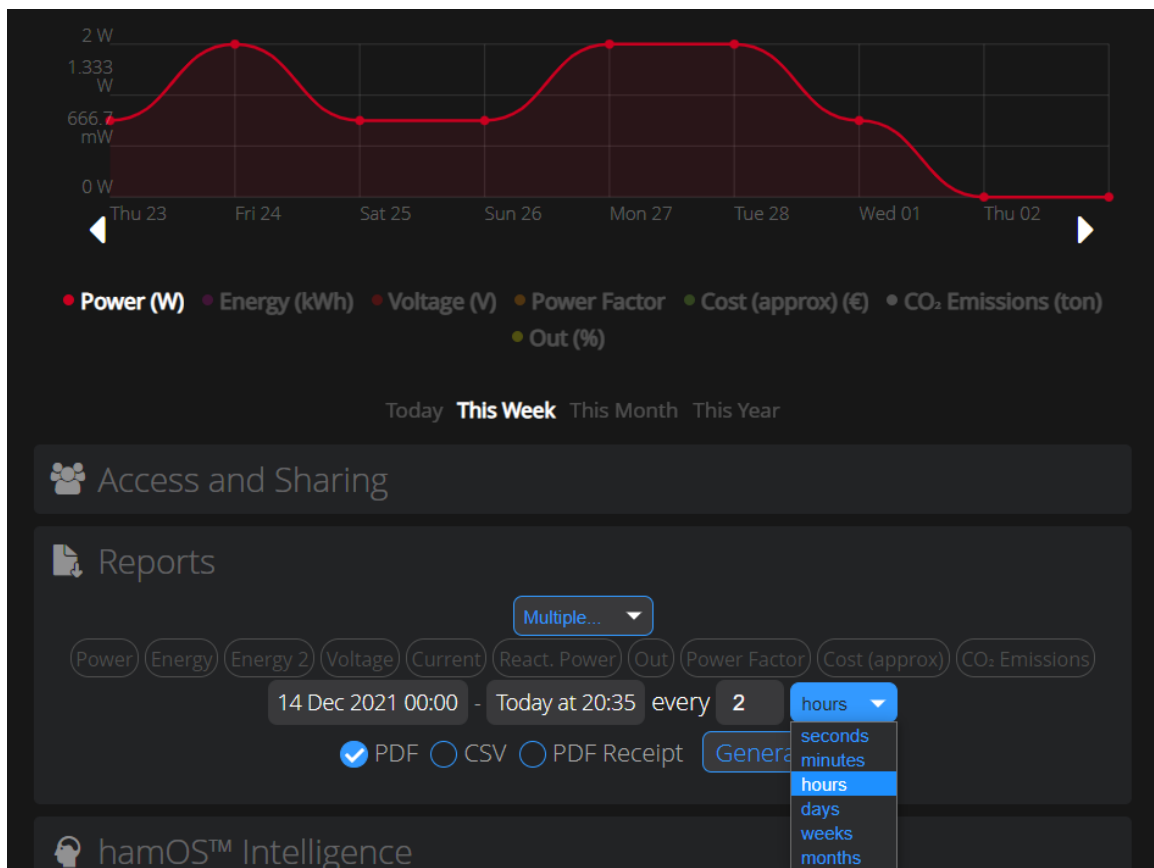 2 W
1.333
W
666.7
mW
0 W
Thu 23 Fri 24 Sat 25 Sun 26 Mon 27 Tue 28 Wed 01 Thu 02
Power (W) Energy (kWh) Voltage (V) Power Factor Cost (approx) (€) CO₂ Emissions (ton)
Out (%)
Today This Week This Month This Year
Access and Sharing
Reports
Multiple...
Power Energy Energy 2 Voltage Current React. Power Out Power Factor Cost (approx) CO₂ Emissions
14 Dec 2021 00:00 - Today at 20:35 every 2 hours
seconds
minutes
hours
days
weeks
months
PDF CSV PDF Receipt Genera
hamOS™ Intelligence